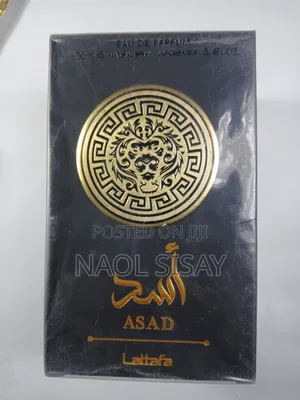 EAU DE PARFUM
POSTED ON JIJI
NAOL SISAY
أسد
ASAD
Lattafa